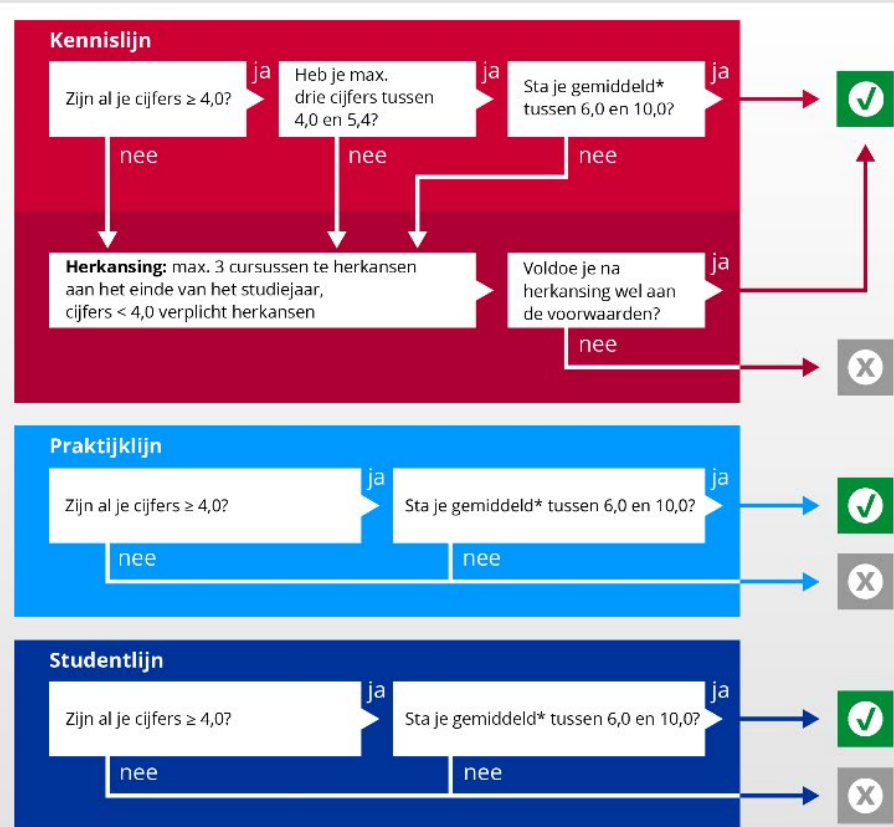 Kennislijn
Zijn al je cijfers ≥ 4,0?
ja
Heb je max.
drie cijfers tussen
4,0 en 5,4?
ja
Sta je gemiddeld*
tussen 6,0 en 10,0?
ja
nee
nee
nee
Herkansing: max. 3 cursussen te herkansen
aan het einde van het studiejaar,
cijfers < 4,0 verplicht herkansen
Voldoe je na
herkansing wel aan
de voorwaarden?
ja
nee
Praktijklijn
Zijn al je cijfers ≥ 4,0?
ja
Sta je gemiddeld* tussen 6,0 en 10,0?
ja
nee
nee
Studentlijn
Zijn al je cijfers ≥ 4,0?
ja
Sta je gemiddeld* tussen 6,0 en 10,0?
ja
nee
nee